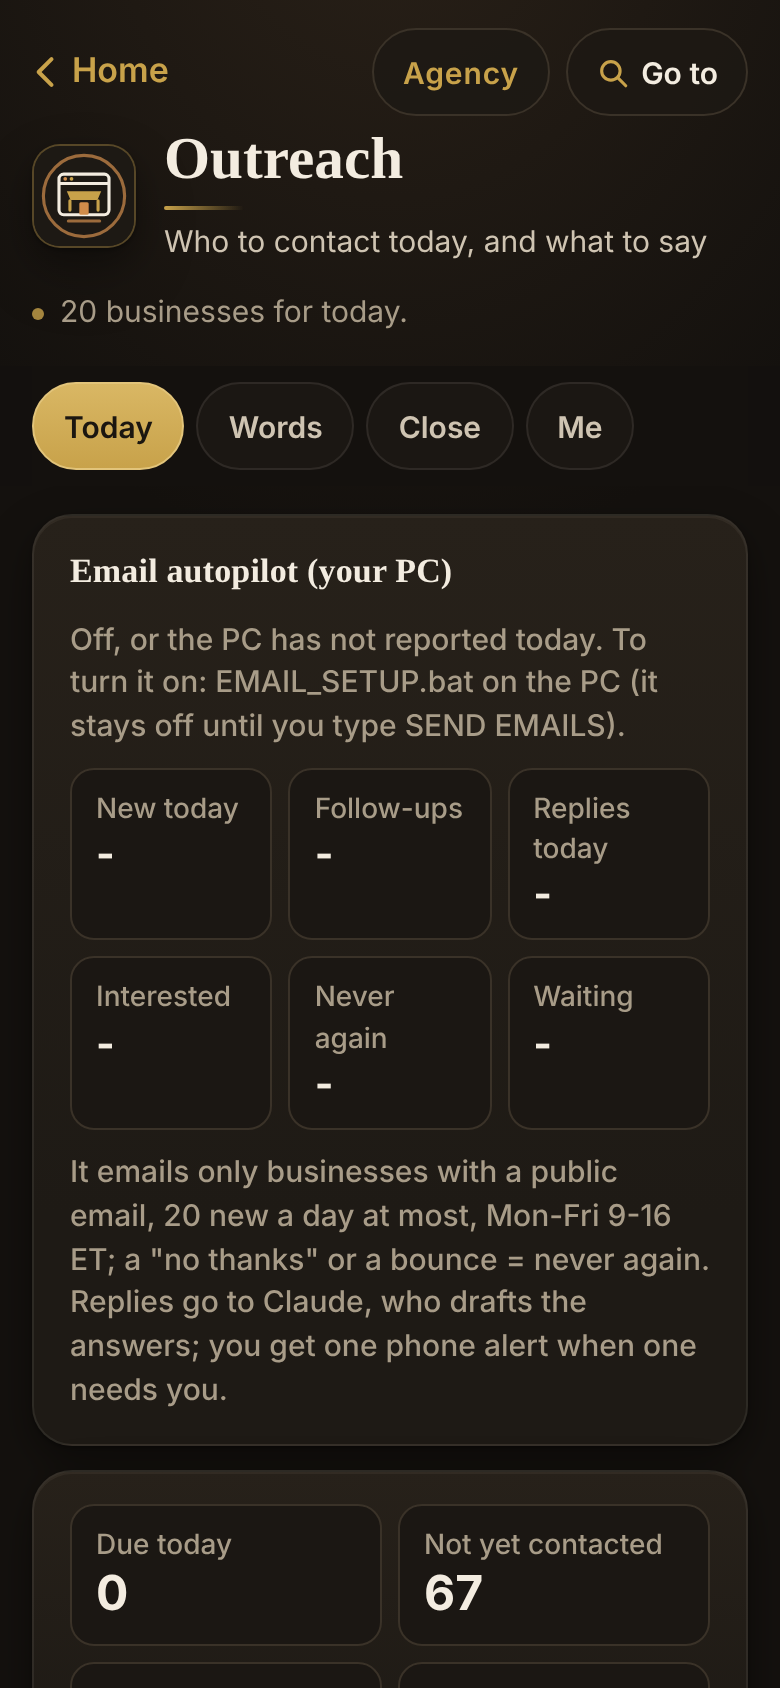 Home
Agency
Go to
Outreach
Who to contact today, and what to say
20 businesses for today.
Today
Words
Close
Me
Email autopilot (your PC)
Off, or the PC has not reported today. To
turn it on: EMAIL_SETUP.bat on the PC (it
stays off until you type SEND EMAILS).
New today
-
Follow-ups
-
Replies
today
-
Interested
-
Never
again
-
Waiting
-
It emails only businesses with a public
email, 20 new a day at most, Mon-Fri 9-16
ET; a "no thanks" or a bounce = never again.
Replies go to Claude, who drafts the
answers; you get one phone alert when one
needs you.
Due today
0
Not yet contacted
67